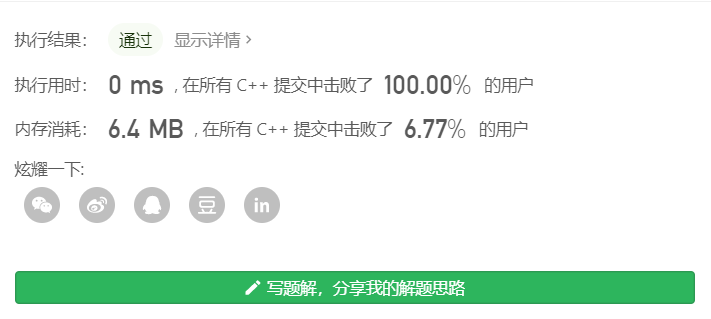 执行结果： 通过 显示详情 >
执行用时： 0 ms , 在所有 C++ 提交中击败了 100.00% 的用户
内存消耗： 6.4 MB , 在所有 C++ 提交中击败了 6.77% 的用户
炫耀一下:
豆 in
写题解，分享我的解题思路